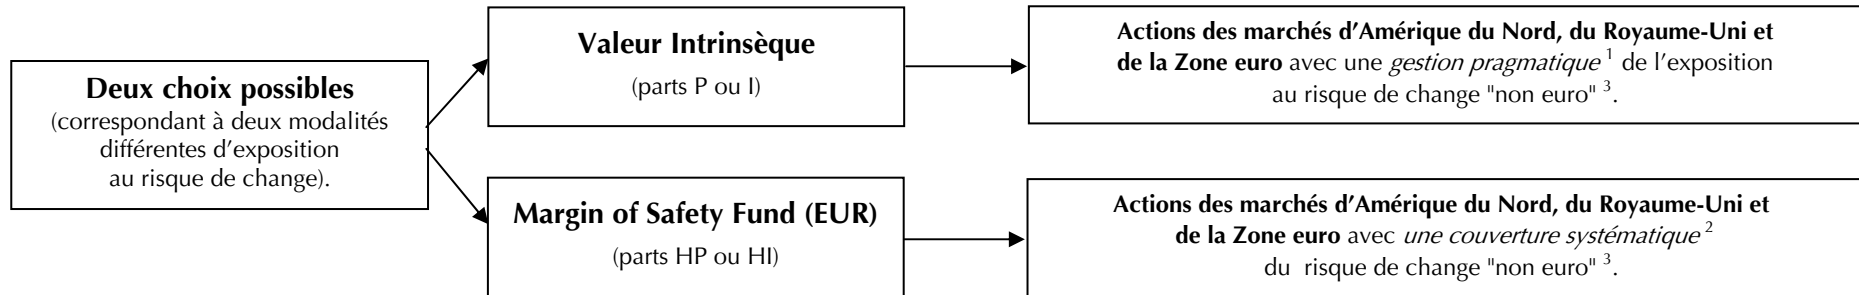 Deux choix possibles
(correspondant à deux modalités
différentes d'exposition
au risque de change).
Valeur Intrinsèque
(parts P ou I)
Actions des marchés d'Amérique du Nord, du Royaume-Uni et
de la Zone euro avec une gestion pragmatique ¹ de l'exposition
au risque de change "non euro" ³.
Margin of Safety Fund (EUR)
(parts HP ou HI)
Actions des marchés d'Amérique du Nord, du Royaume-Uni et
de la Zone euro avec une couverture systématique ²
du risque de change "non euro" ³.